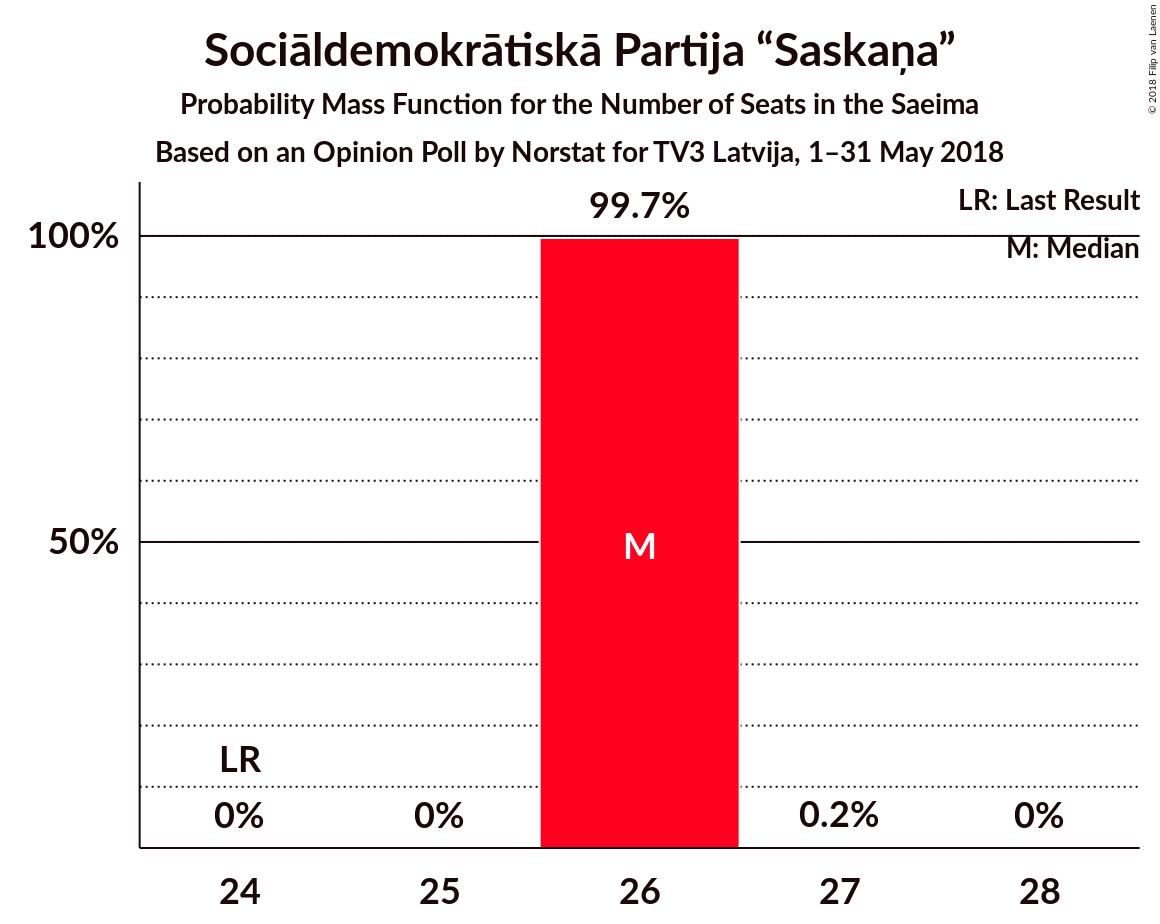 Sociāldemokrātiskā Partija “Saskaņa”
Probability Mass Function for the Number of Seats in the Saeima
Based on an Opinion Poll by Norstat for TV3 Latvija, 1–31 May 2018
© 2018 Filip van Laenen
LR: Last Result
M: Median
99.7%
100%
50%
M
LR
0%
0%
0.2%
0%
24
25
26
27
28